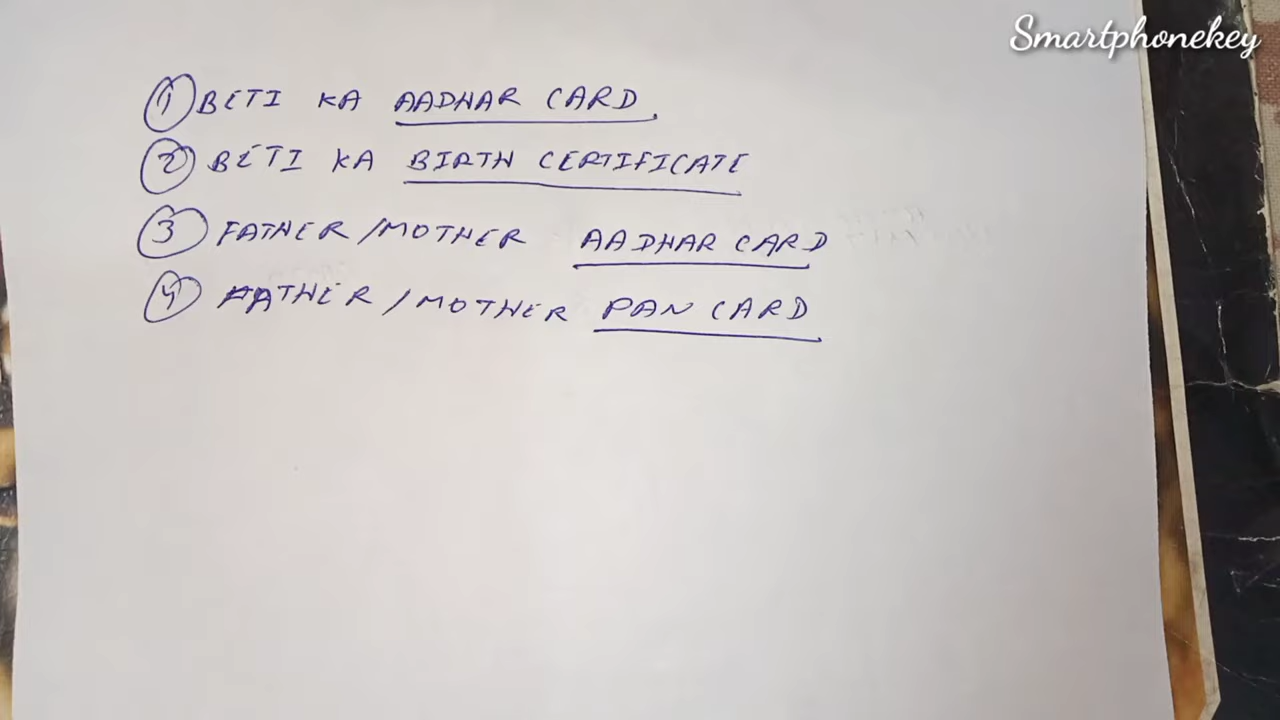 Smartphonekey
① BETI KA AADHAR CARD
② BETI KA BIRTH CERTIFICATE
③ FATHER/MOTHER AADHAR CARD
④ FATHER/MOTHER PAN CARD